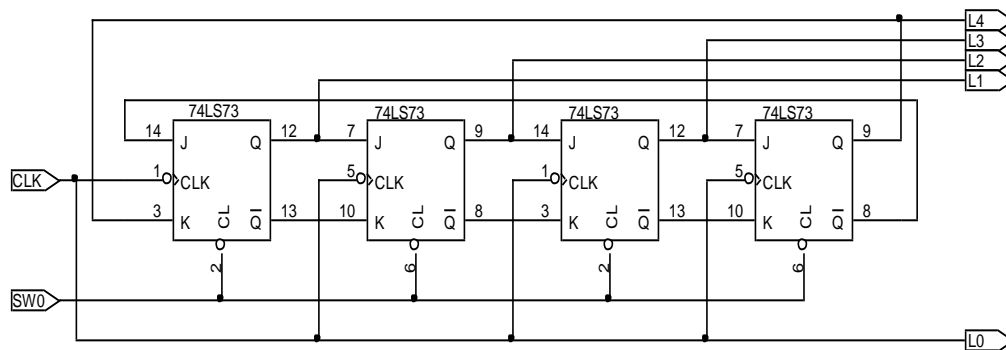 L4
L3
L2
L1
74LS73 74LS73 74LS73 74LS73
14 J Q 12 7 J Q 9 14 J Q 12 7 J Q 9
CLK 1 CLK 5 CLK 1 CLK 5 CLK
3 K CL Q 13 10 K CL Q 8 3 K CL Q 13 10 K CL Q 8
2 6 2 6
SW0
L0